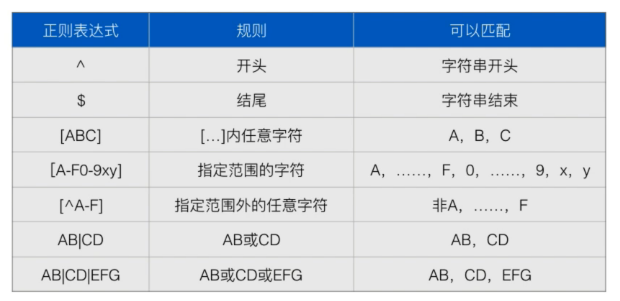 正则表达式 规则 可以匹配
^ 开头 字符串开头
$ 结尾 字符串结束
[ABC] [...]内任意字符 A，B，C
[A-F0-9xy] 指定范围的字符 A，……，F，0，……，9，x，y
[^A-F] 指定范围外的任意字符 非A，……，F
AB|CD AB或CD AB，CD
AB|CD|EFG AB或CD或EFG AB，CD，EFG